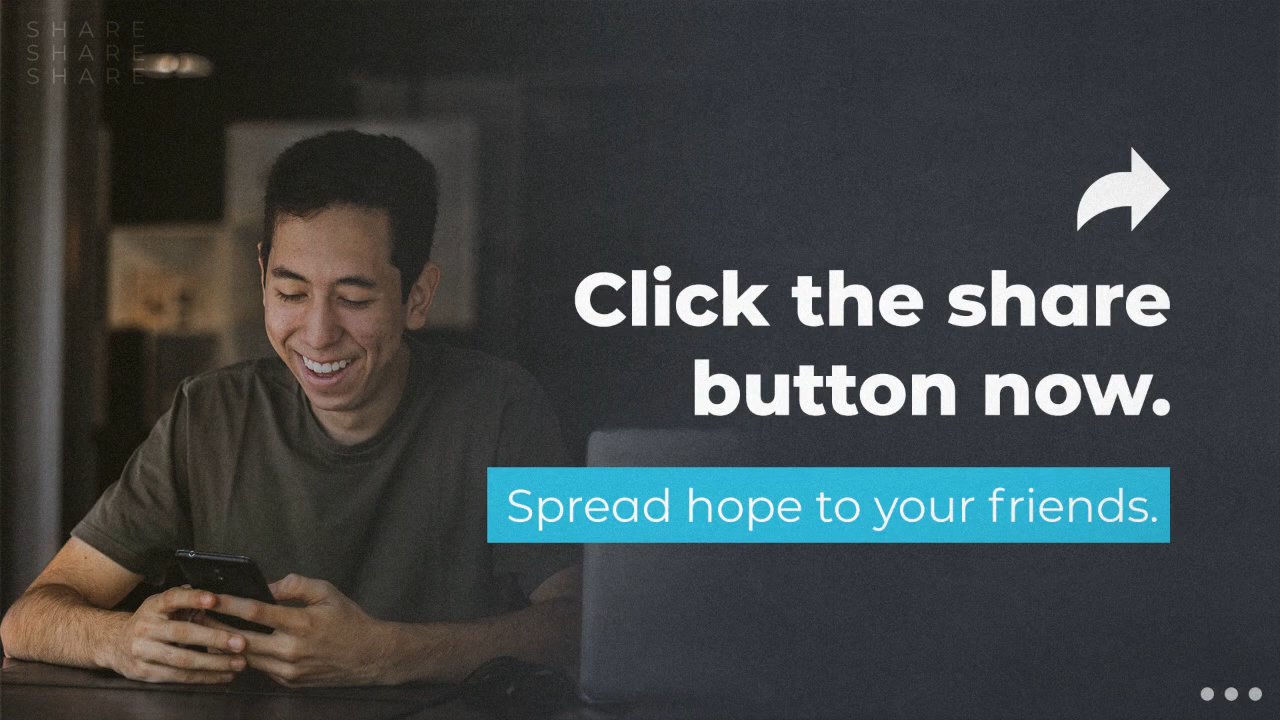 SHARE
SHARE
SHARE
Click the share
button now.
Spread hope to your friends.